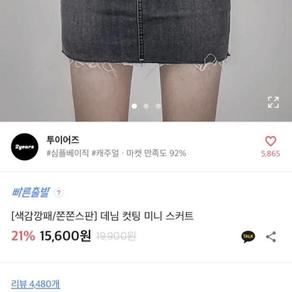 2years
투이어즈
#심플베이직 #캐주얼 · 마켓 만족도 92%
5,865
빠른출발 ?
[색감깡패/쫀쫀스판] 데님 컷팅 미니 스커트
21% 15,600원 19,900원
TALK
리뷰 4,480개